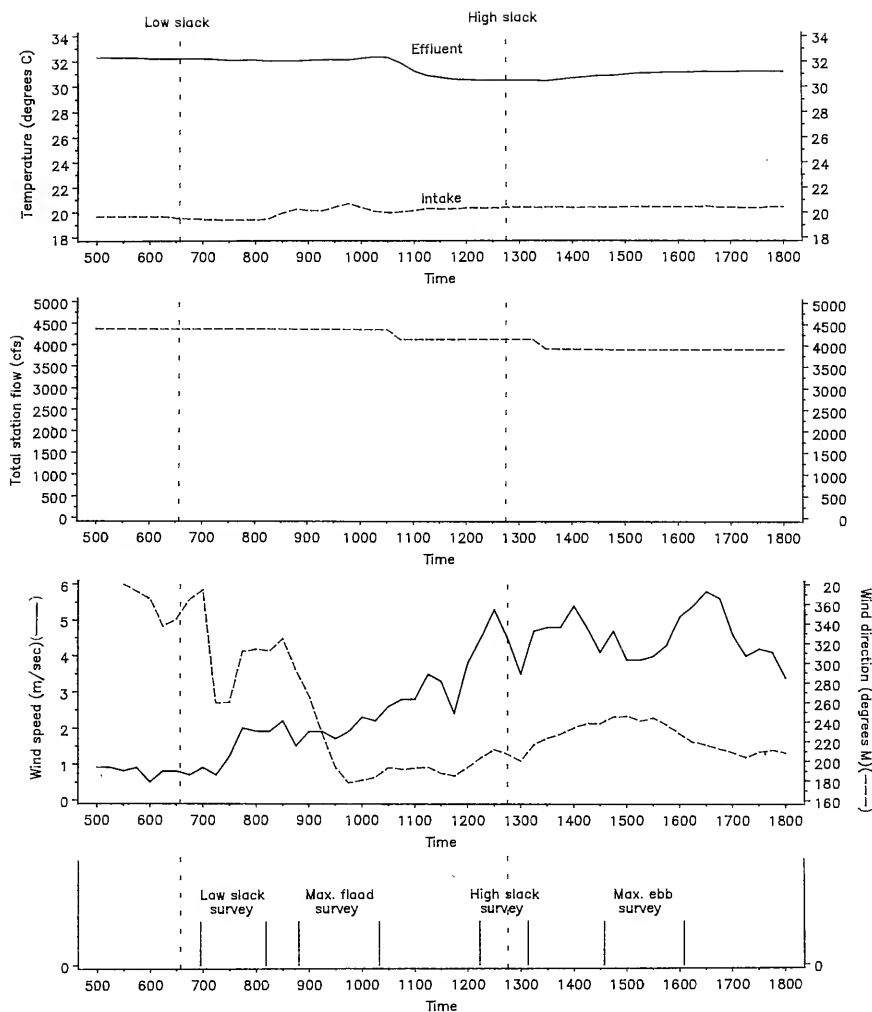 Low slack
High slack
34 34
32 32
30 30
28 28
26 26
24 24
22 22
20 20
18 18
Temperature (degrees C)
Effluent
Intake
500 600 700 800 900 1000 1100 1200 1300 1400 1500 1600 1700 1800
Time
5000 5000
4500 4500
4000 4000
3500 3500
3000 3000
2500 2500
2000 2000
1500 1500
1000 1000
500 500
0 0
Total station flow (cfs)
500 600 700 800 900 1000 1100 1200 1300 1400 1500 1600 1700 1800
Time
6
5
4
3
2
1
0
Wind speed (m/sec)(——)
20
360
340
320
300
280
260
240
220
200
180
160
Wind direction (degrees M)(---)
500 600 700 800 900 1000 1100 1200 1300 1400 1500 1600 1700 1800
Time
Law slack
survey
Max. flaad
survey
High slack
survey
Max. ebb
survey
0 0
500 600 700 800 900 1000 1100 1200 1300 1400 1500 1600 1700 1800
Time